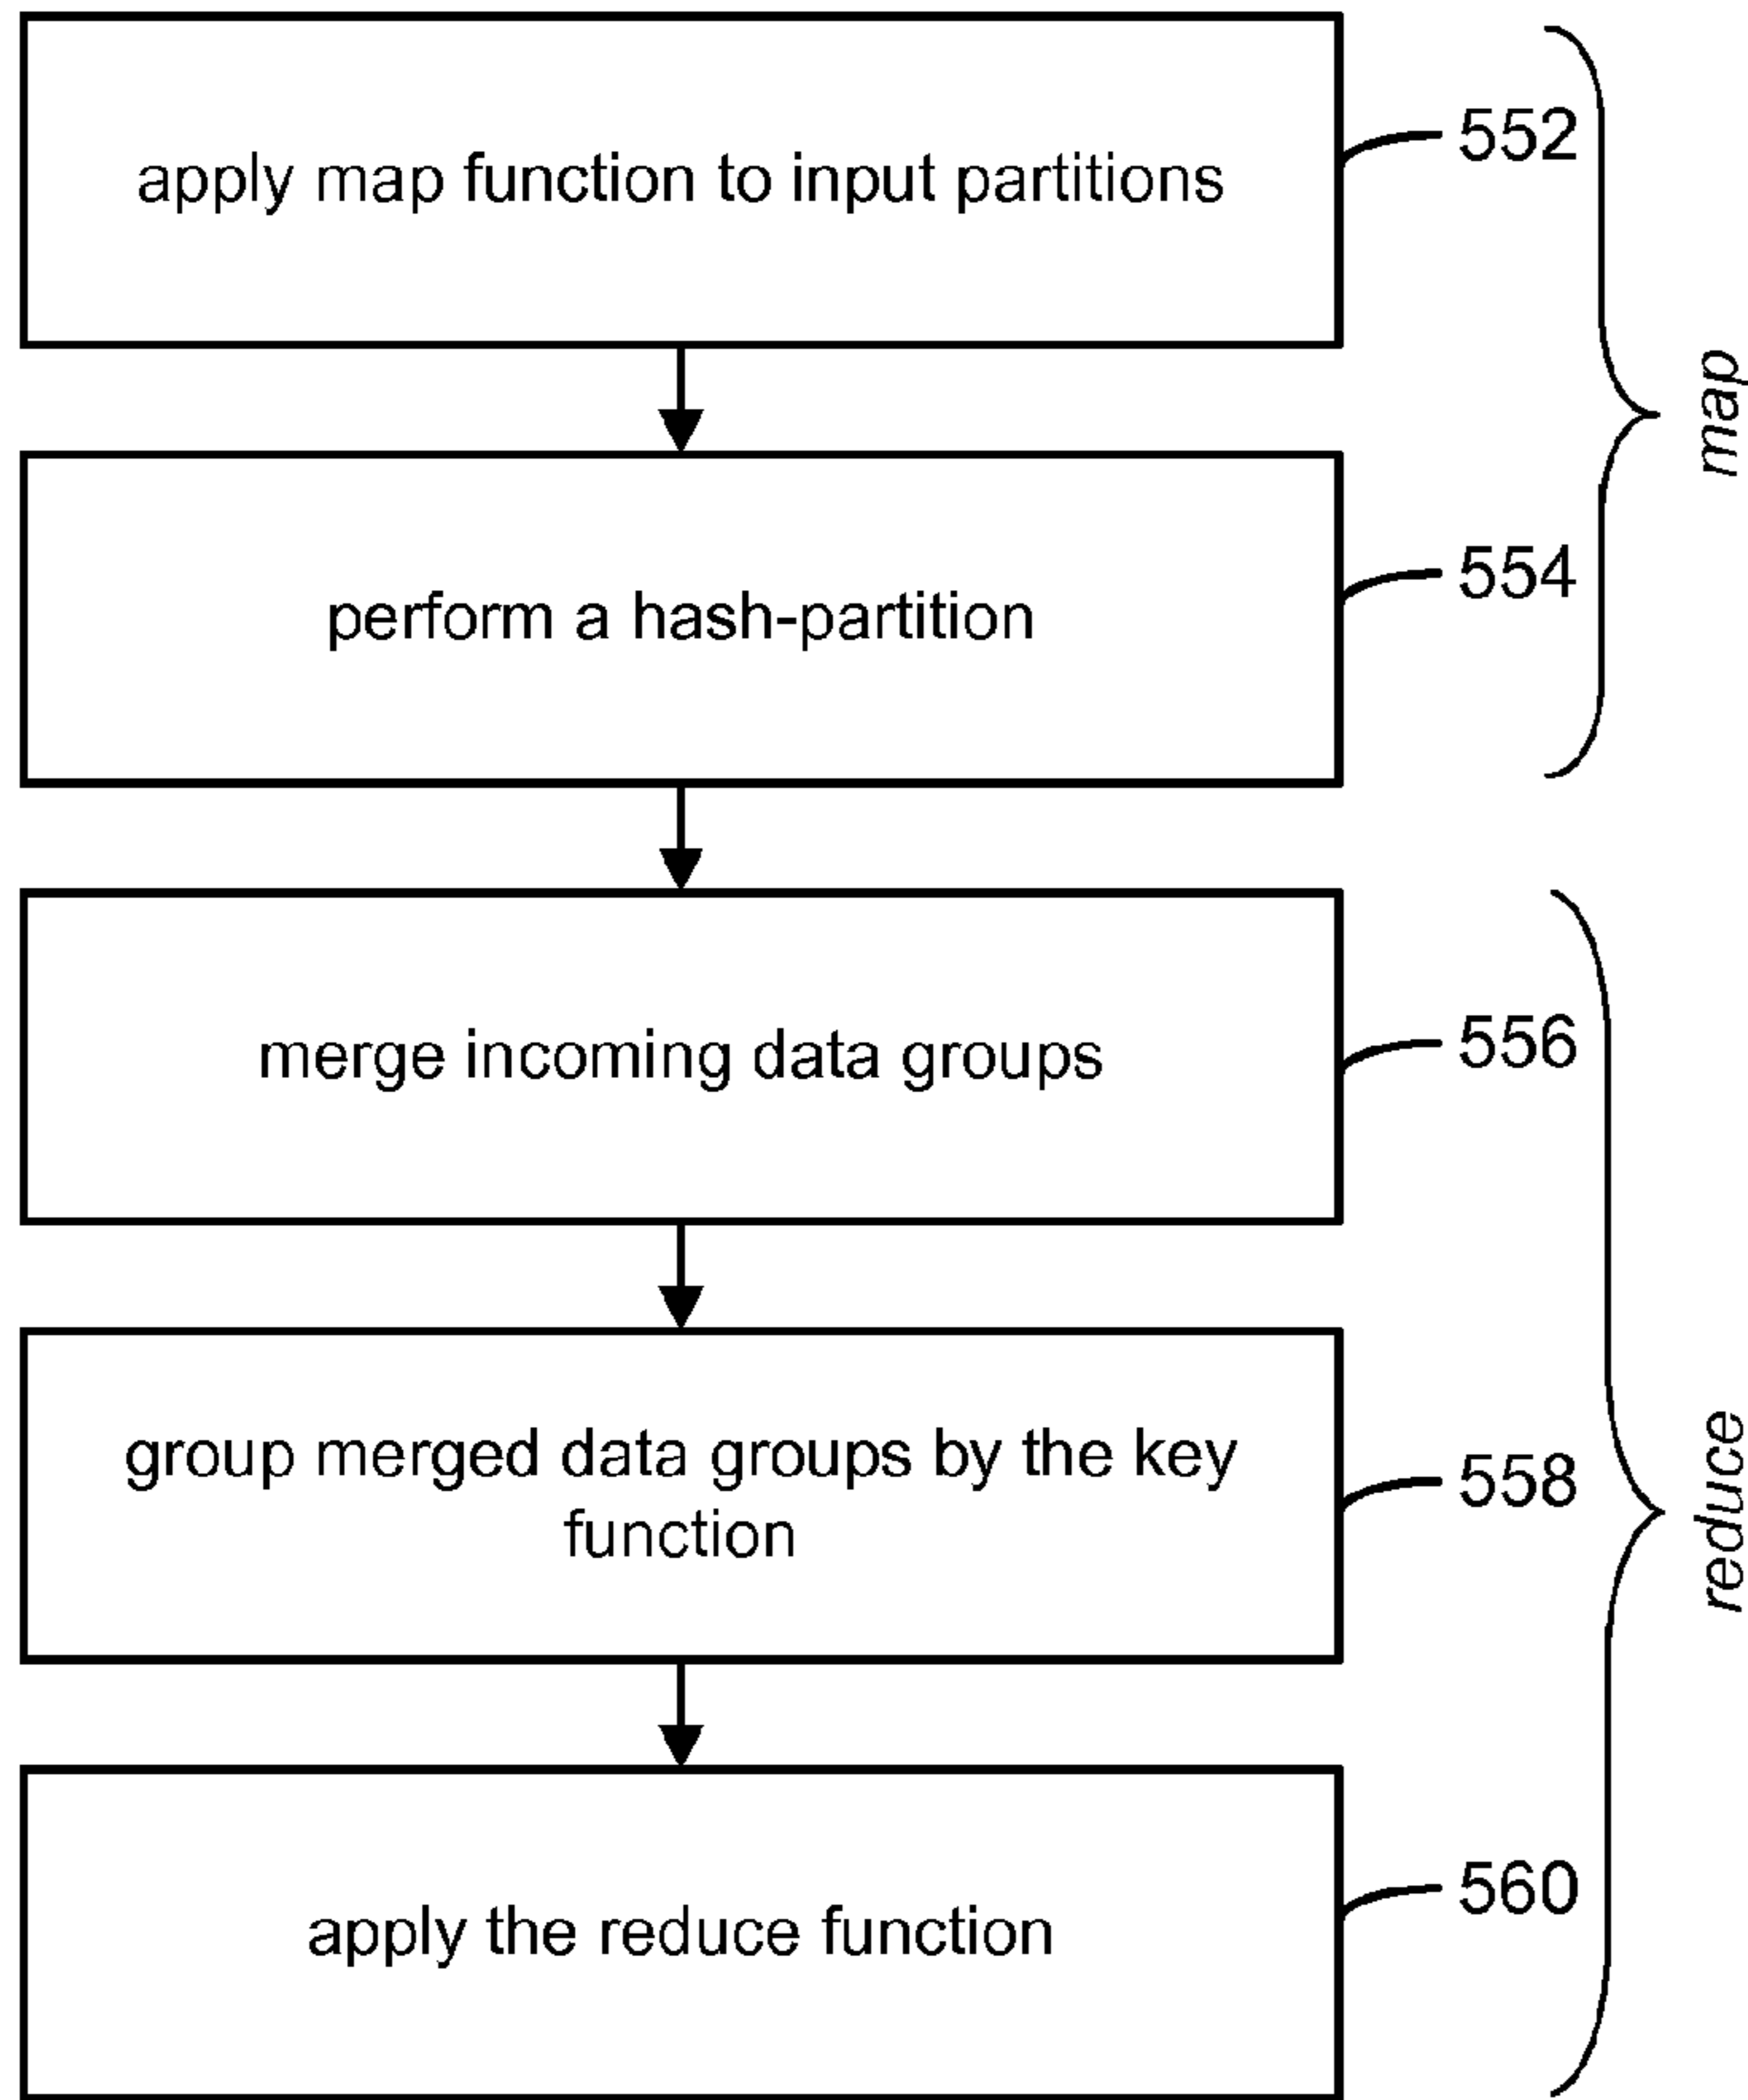 apply map function to input partitions
552
map
perform a hash-partition
554
merge incoming data groups
556
group merged data groups by the key
function
558
reduce
apply the reduce function
560